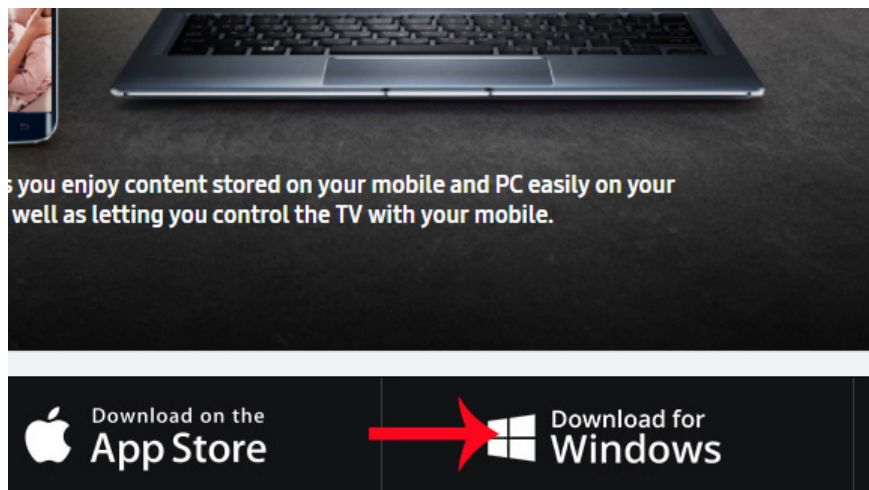 you enjoy content stored on your mobile and PC easily on your
well as letting you control the TV with your mobile.
Download on the
App Store
Download for
Windows